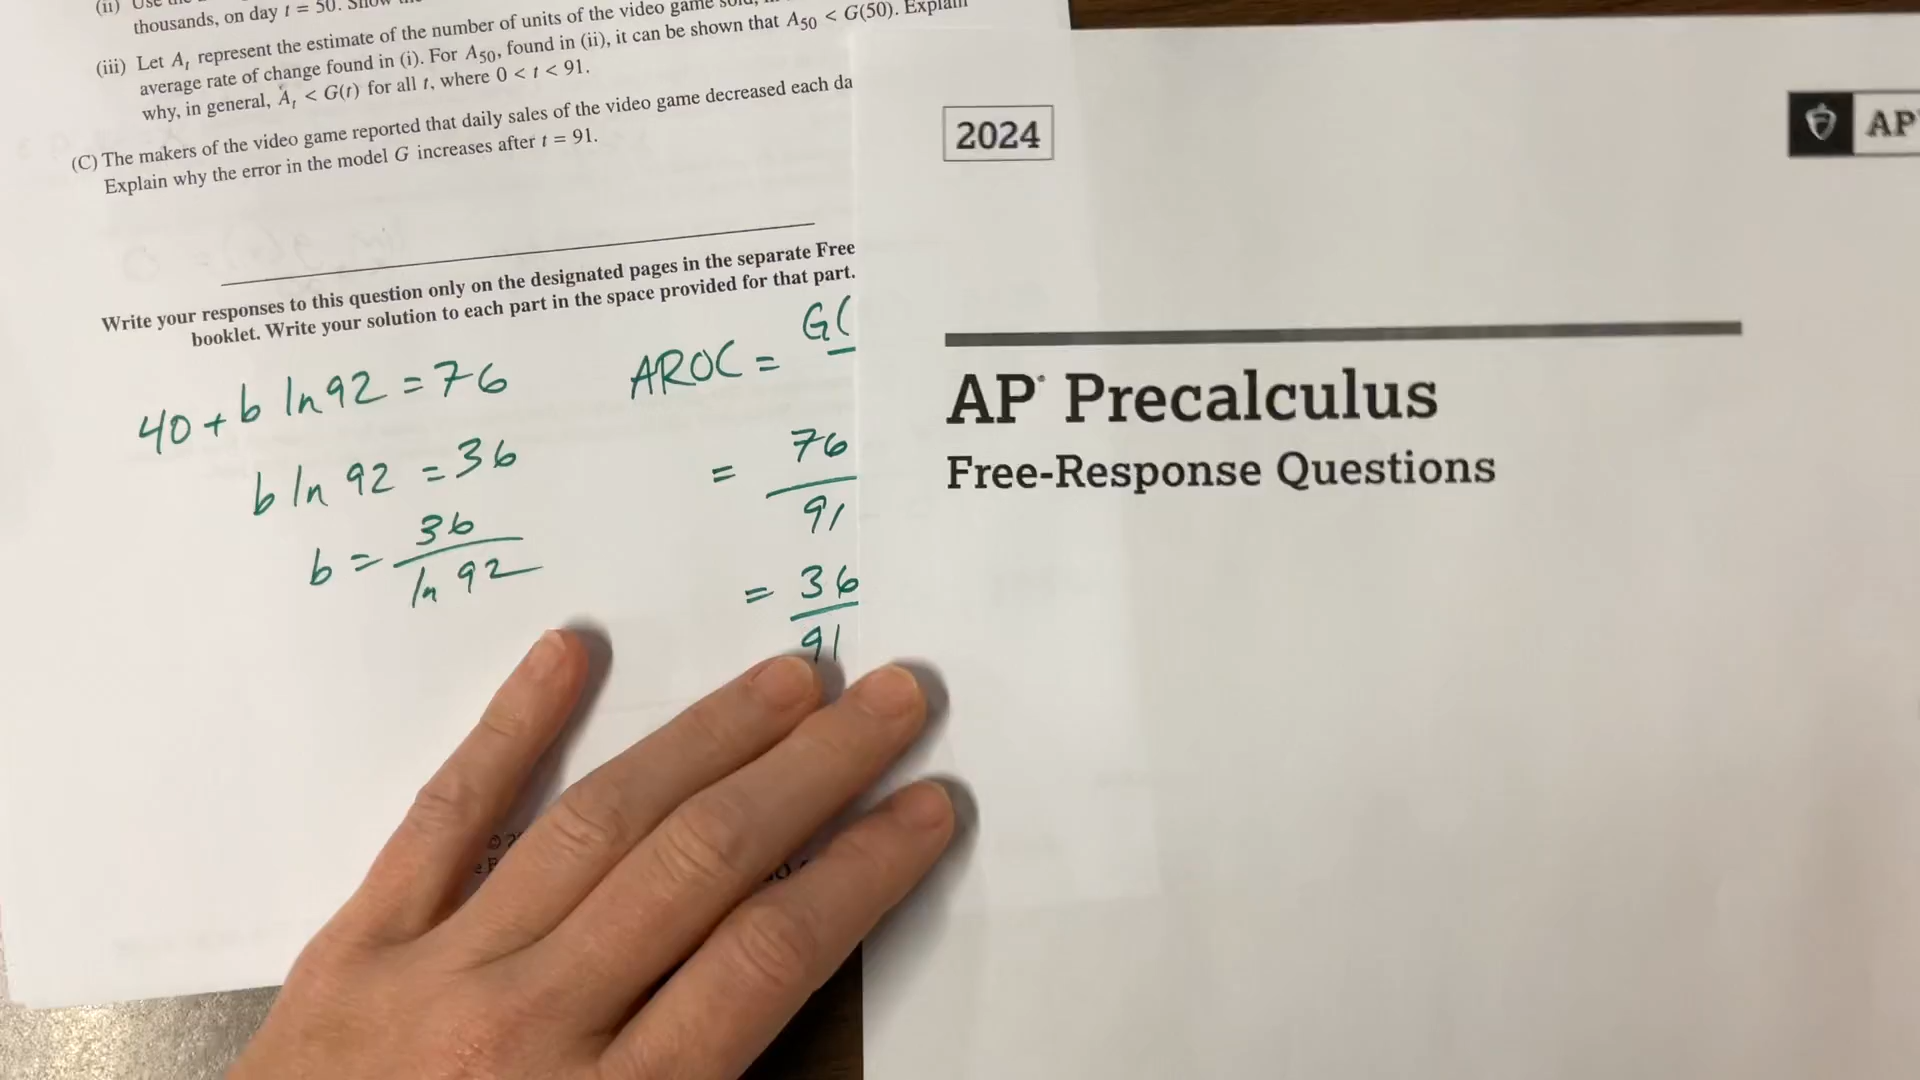 (ii) Use the
thousands, on day t = 50. Show
(iii) Let A_t represent the estimate of the number of units of the video game sold, in
average rate of change found in (i). For A_50, found in (ii), it can be shown that A_50 < G(50). Explain
why, in general, A_t < G(t) for all t, where 0 < t < 91.
(C) The makers of the video game reported that daily sales of the video game decreased each da
Explain why the error in the model G increases after t = 91.
Write your responses to this question only on the designated pages in the separate Free
booklet. Write your solution to each part in the space provided for that part.
40 + b ln 92 = 76
b ln 92 = 36
b = 36 / ln 92
AROC = G(
= 76 / 91
= 36 / 91
2024
AP
AP® Precalculus
Free-Response Questions